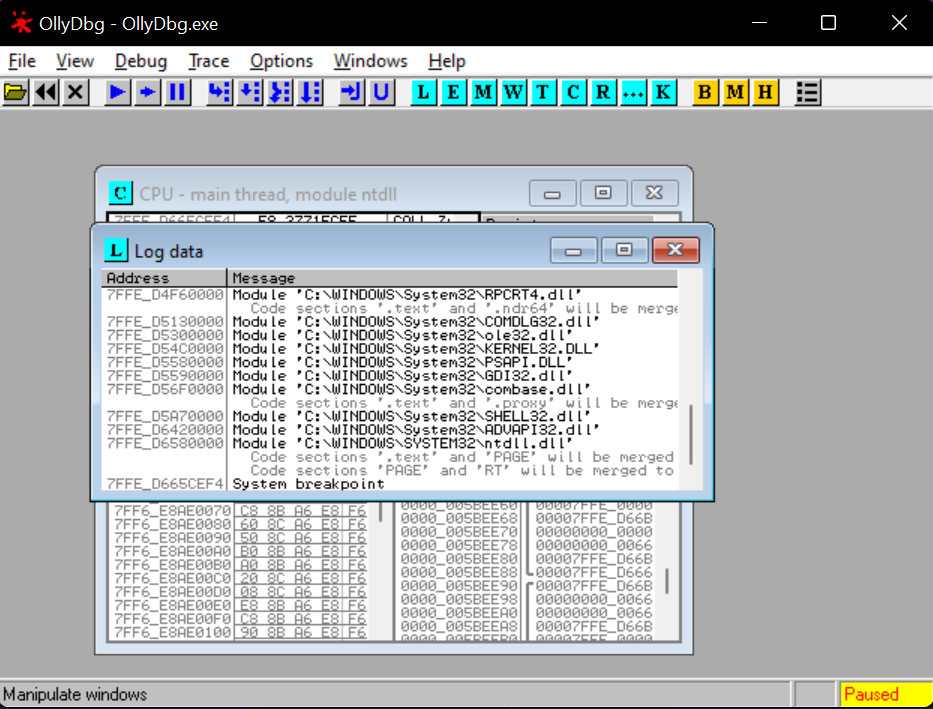 OllyDbg - OllyDbg.exe
File View Debug Trace Options Windows Help
L E M W T C R ... K B M H
C CPU - main thread, module ntdll
L Log data
Address Message
7FFE_D4F60000 Module 'C:\WINDOWS\System32\RPCRT4.dll'
Code sections '.text' and '.ndr64' will be merge
7FFE_D5130000 Module 'C:\WINDOWS\System32\COMDLG32.dll'
7FFE_D5300000 Module 'C:\WINDOWS\System32\ole32.dll'
7FFE_D54C0000 Module 'C:\WINDOWS\System32\KERNEL32.DLL'
7FFE_D5580000 Module 'C:\WINDOWS\System32\PSAPI.DLL'
7FFE_D5590000 Module 'C:\WINDOWS\System32\GDI32.dll'
7FFE_D56F0000 Module 'C:\WINDOWS\System32\combase.dll'
Code sections '.text' and '.proxy' will be merge
7FFE_D5A70000 Module 'C:\WINDOWS\System32\SHELL32.dll'
7FFE_D6420000 Module 'C:\WINDOWS\System32\ADVAPI32.dll'
7FFE_D6580000 Module 'C:\WINDOWS\SYSTEM32\ntdll.dll'
Code sections '.text' and 'PAGE' will be merged
Code sections 'PAGE' and 'RT' will be merged to
7FFE_D665CEF4 System breakpoint
7FF6_E8AE0070 C8 8B A6 E8 F6 0000_005BEE60 00007FFE_0000
7FF6_E8AE0080 60 8C A6 E8 F6 0000_005BEE68 00007FFE_D66B
7FF6_E8AE0090 50 8C A6 E8 F6 0000_005BEE70 00000000_0000
7FF6_E8AE00A0 B0 8B A6 E8 F6 0000_005BEE78 00000000_0066
7FF6_E8AE00B0 A0 8B A6 E8 F6 0000_005BEE80 00007FFE_D66B
7FF6_E8AE00C0 20 8C A6 E8 F6 0000_005BEE88 00007FFE_D666
7FF6_E8AE00D0 08 8C A6 E8 F6 0000_005BEE90 00007FFE_D66B
7FF6_E8AE00E0 E8 8B A6 E8 F6 0000_005BEE98 00000000_0066
7FF6_E8AE00F0 C8 8B A6 E8 F6 0000_005BEEA0 00000000_0066
7FF6_E8AE0100 90 8B A6 E8 F6 0000_005BEEA8 00007FFE_D66B
Manipulate windows
Paused